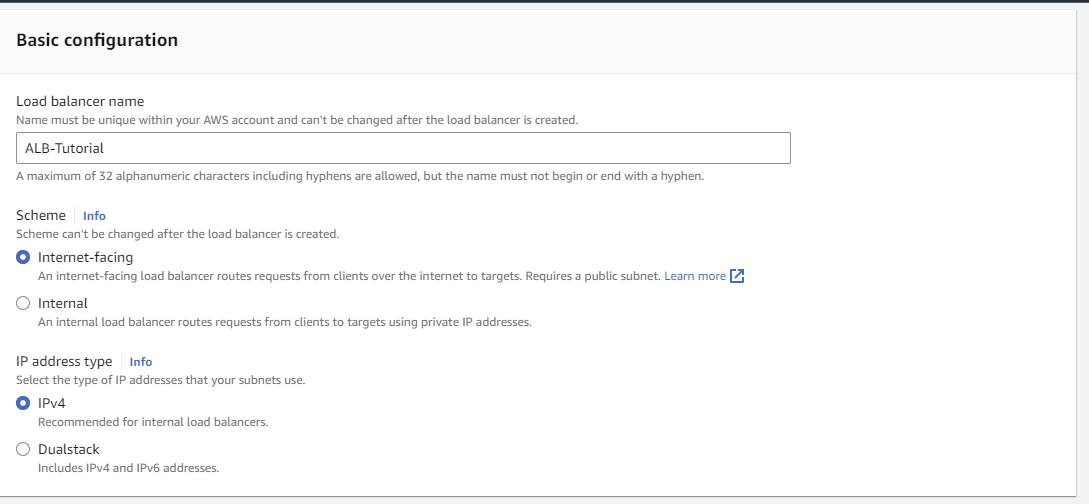 Basic configuration
Load balancer name
Name must be unique within your AWS account and can't be changed after the load balancer is created.
ALB-Tutorial
A maximum of 32 alphanumeric characters including hyphens are allowed, but the name must not begin or end with a hyphen.
Scheme Info
Scheme can't be changed after the load balancer is created.
Internet-facing
An internet-facing load balancer routes requests from clients over the internet to targets. Requires a public subnet. Learn more
Internal
An internal load balancer routes requests from clients to targets using private IP addresses.
IP address type Info
Select the type of IP addresses that your subnets use.
IPv4
Recommended for internal load balancers.
Dualstack
Includes IPv4 and IPv6 addresses.